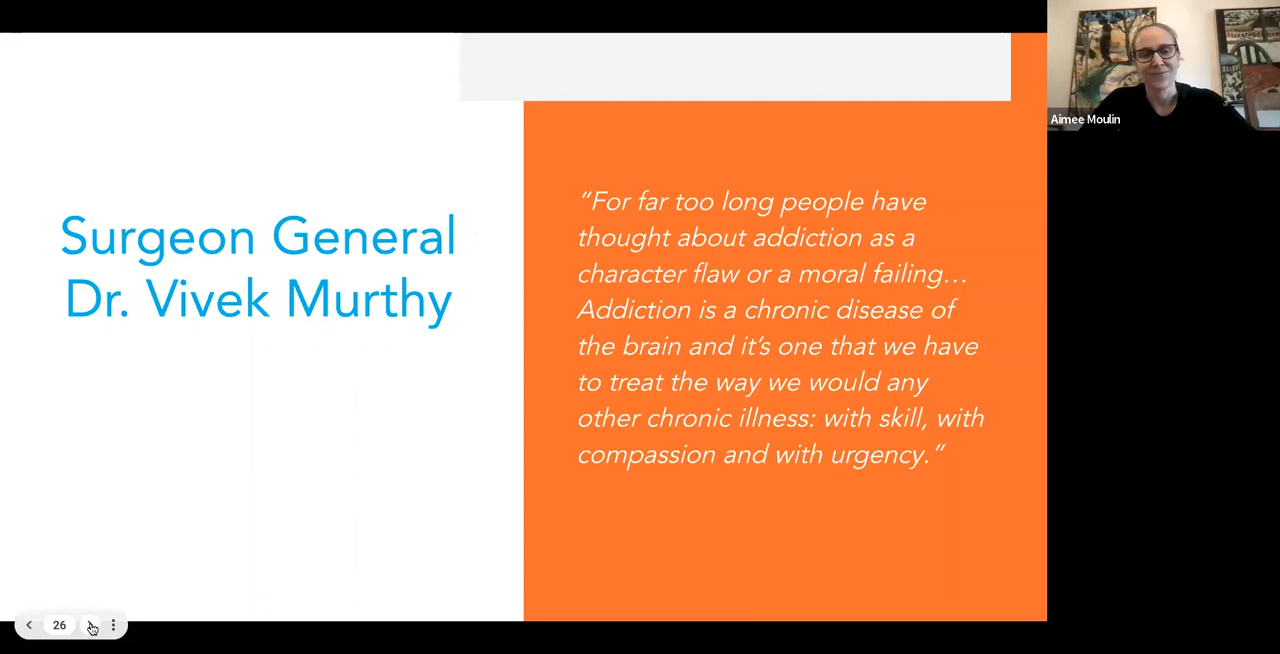 Surgeon General
Dr. Vivek Murthy
“For far too long people have
thought about addiction as a
character flaw or a moral failing…
Addiction is a chronic disease of
the brain and it’s one that we have
to treat the way we would any
other chronic illness: with skill, with
compassion and with urgency.”
Aimee Moulin
26